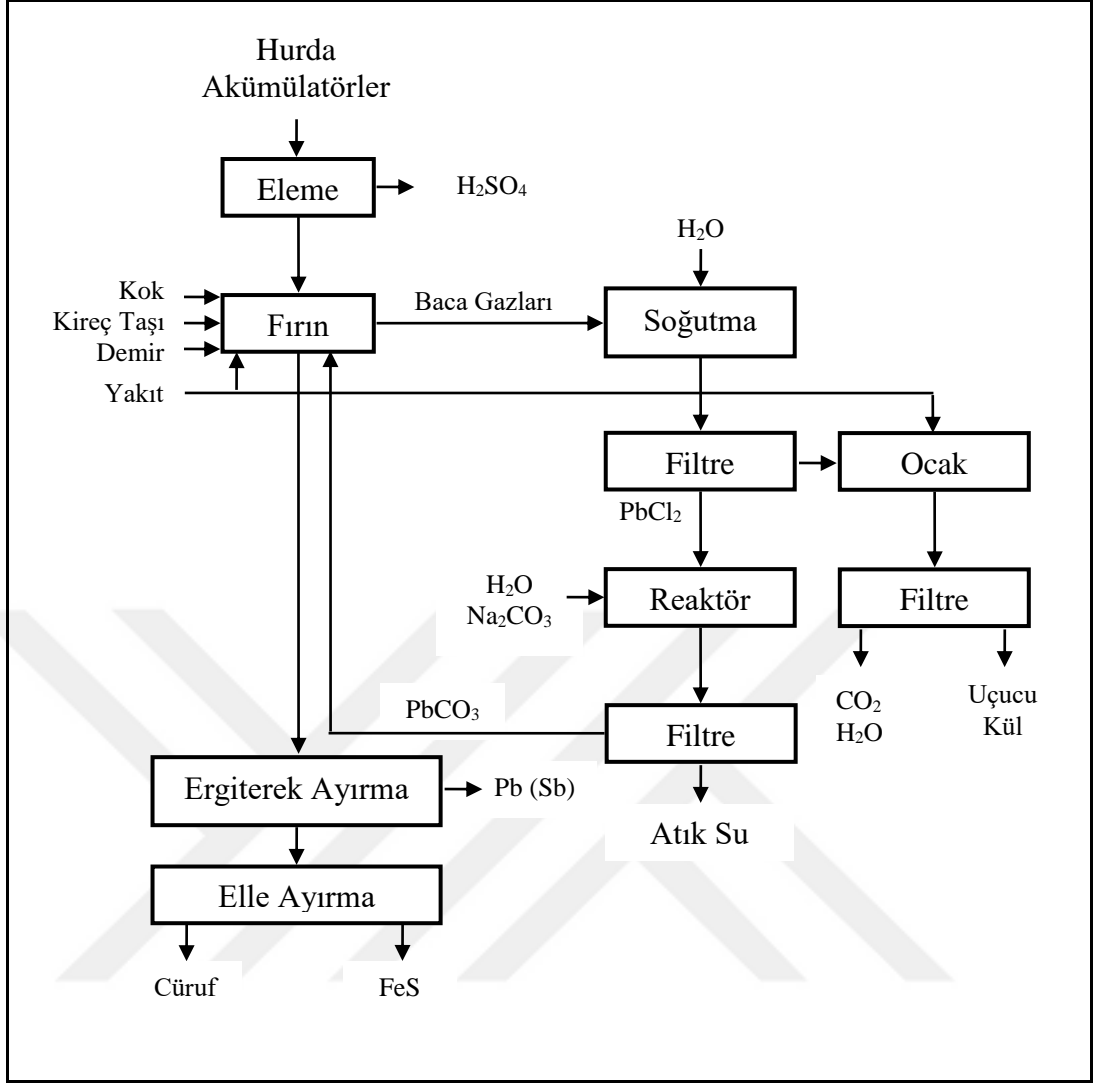 Hurda
Akümülatörler
Eleme
H₂SO₄
H₂O
Kok
Kireç Taşı
Demir
Yakıt
Fırın
Baca Gazları
Soğutma
Filtre
Ocak
PbCl₂
H₂O
Na₂CO₃
Reaktör
Filtre
PbCO₃
Filtre
CO₂
H₂O
Uçucu
Kül
Ergiterek Ayırma
Pb (Sb)
Atık Su
Elle Ayırma
Cüruf
FeS